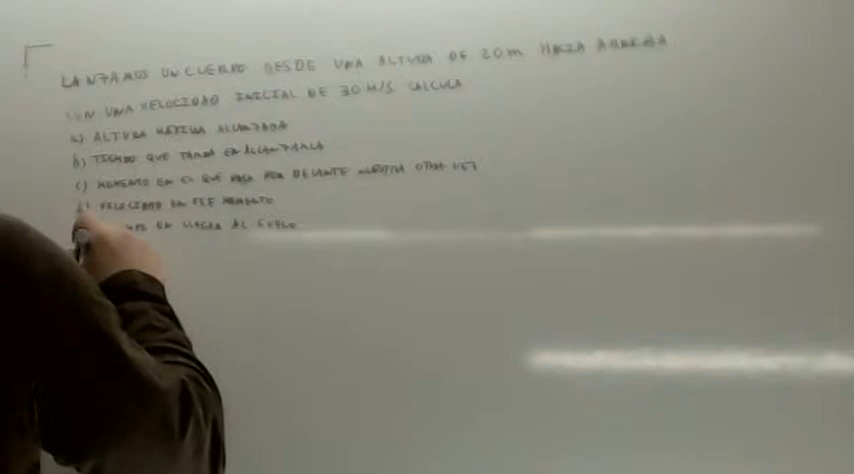 LANZAMOS UN CUERPO DESDE UNA ALTURA DE 20m HACIA ARRIBA
CON UNA VELOCIDAD INICIAL DE 30 M/S CALCULA
a) ALTURA MAXIMA ALCANZADA
b) TIEMPO QUE TARDA EN ALCANZARLA
c) MOMENTO EN EL QUE PASA POR DELANTE NUESTRA OTRA VEZ
d) VELOCIDAD EN ESE MOMENTO
EN LLEGAR AL SUELO